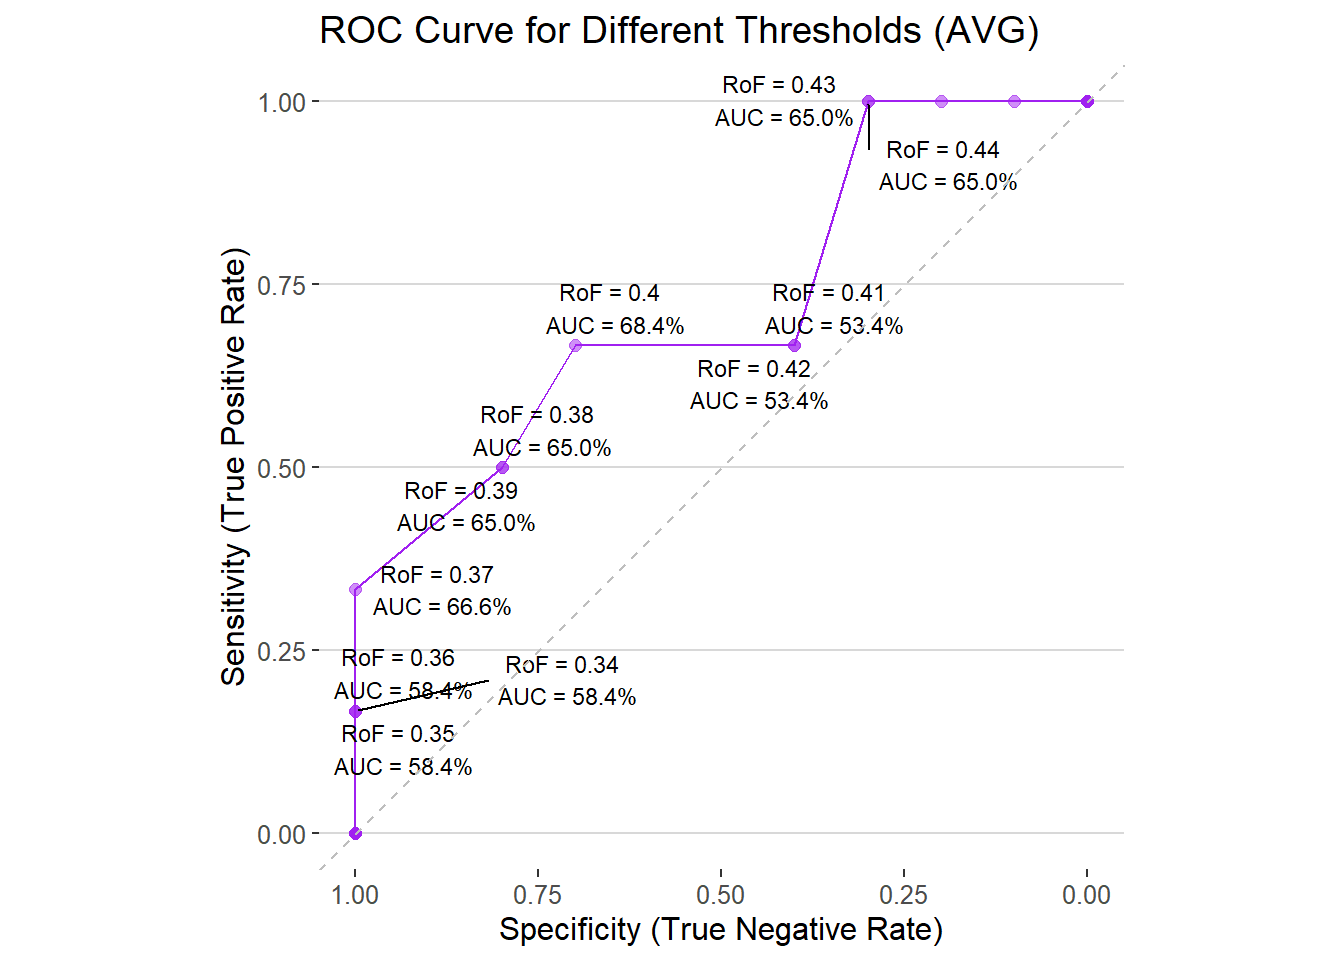 ROC Curve for Different Thresholds (AVG)
RoF = 0.43
AUC = 65.0%
RoF = 0.44
AUC = 65.0%
RoF = 0.4
AUC = 68.4%
RoF = 0.41
AUC = 53.4%
RoF = 0.42
AUC = 53.4%
RoF = 0.38
AUC = 65.0%
RoF = 0.39
AUC = 65.0%
RoF = 0.37
AUC = 66.6%
RoF = 0.36
AUC = 58.4%
RoF = 0.34
AUC = 58.4%
RoF = 0.35
AUC = 58.4%
1.00
0.75
0.50
0.25
0.00
Sensitivity (True Positive Rate)
1.00 0.75 0.50 0.25 0.00
Specificity (True Negative Rate)